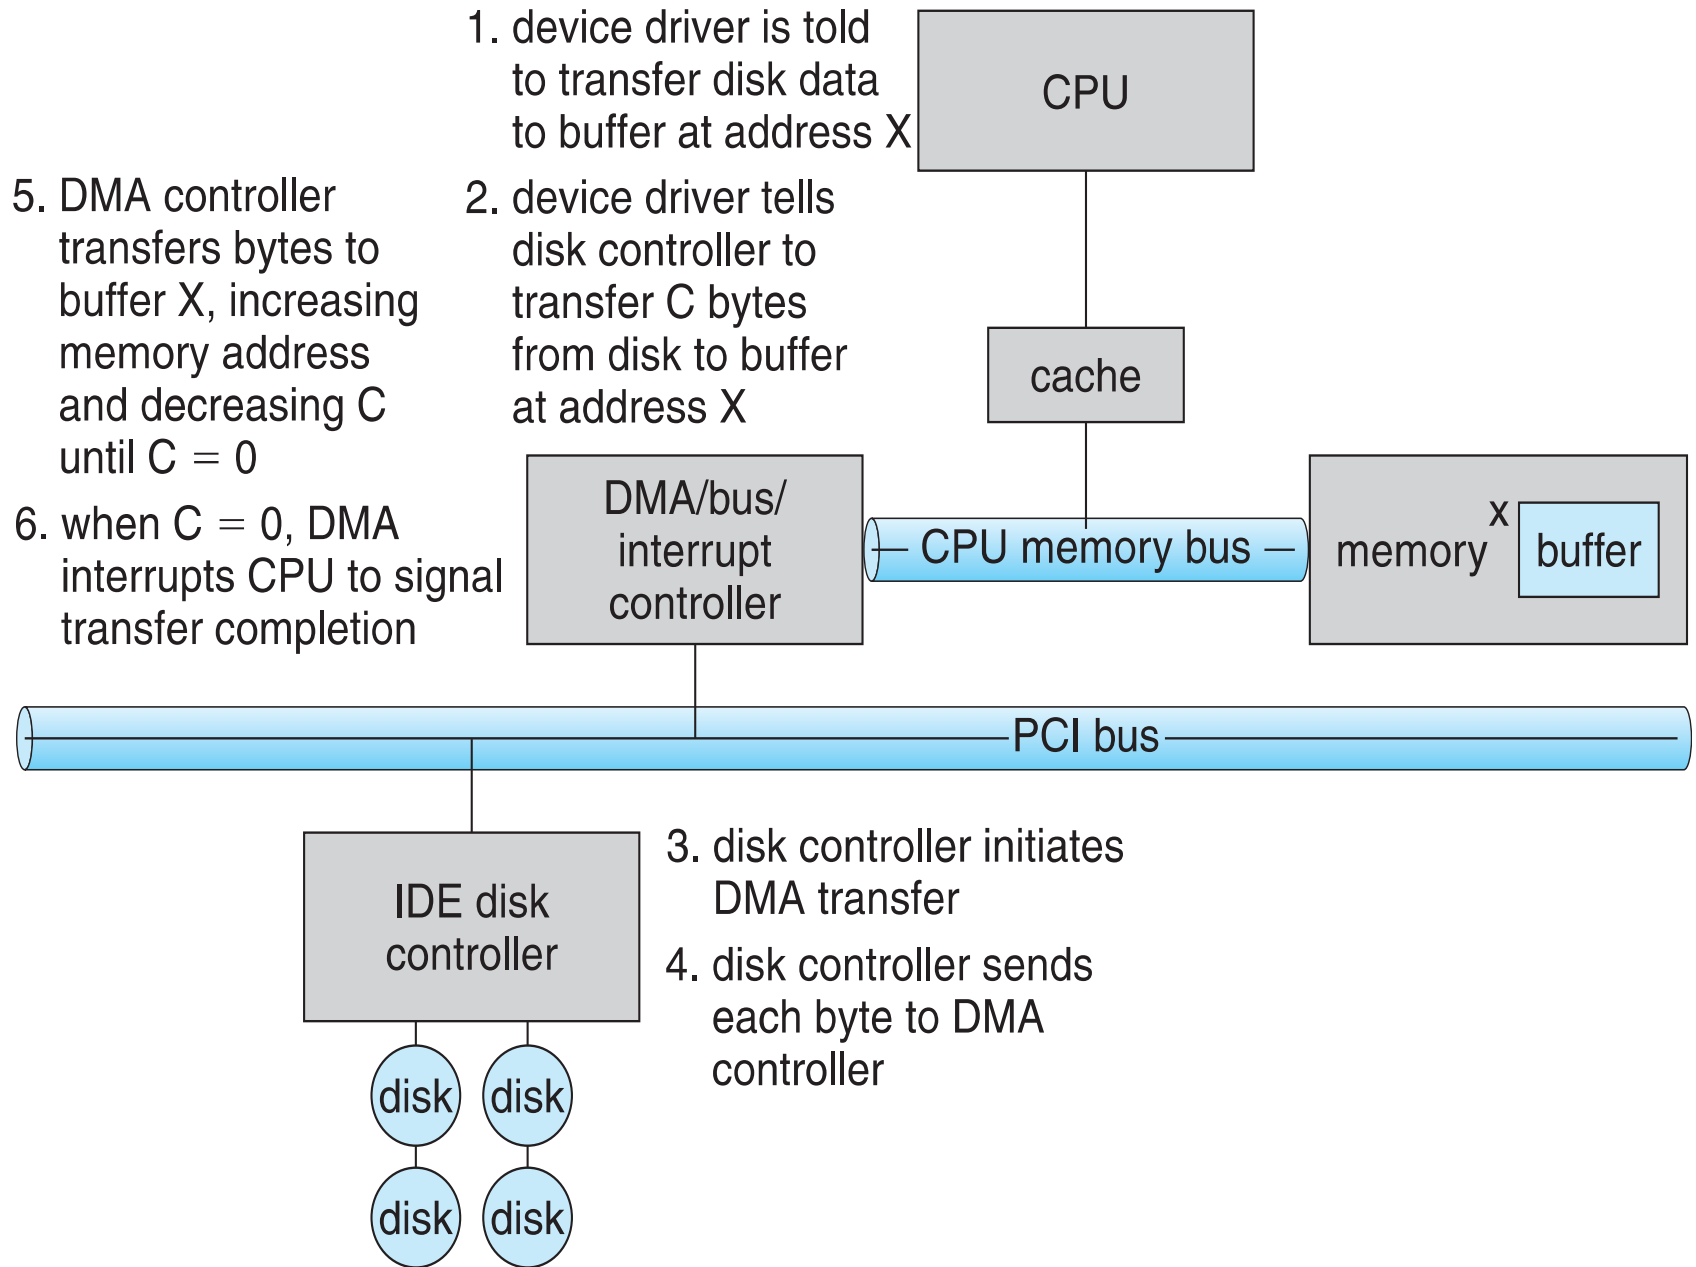 1. device driver is told
to transfer disk data
to buffer at address X
CPU
5. DMA controller
transfers bytes to
buffer X, increasing
memory address
and decreasing C
until C = 0
2. device driver tells
disk controller to
transfer C bytes
from disk to buffer
at address X
cache
6. when C = 0, DMA
interrupts CPU to signal
transfer completion
DMA/bus/
interrupt
controller
CPU memory bus
memory
x
buffer
PCI bus
IDE disk
controller
3. disk controller initiates
DMA transfer
4. disk controller sends
each byte to DMA
controller
disk
disk
disk
disk